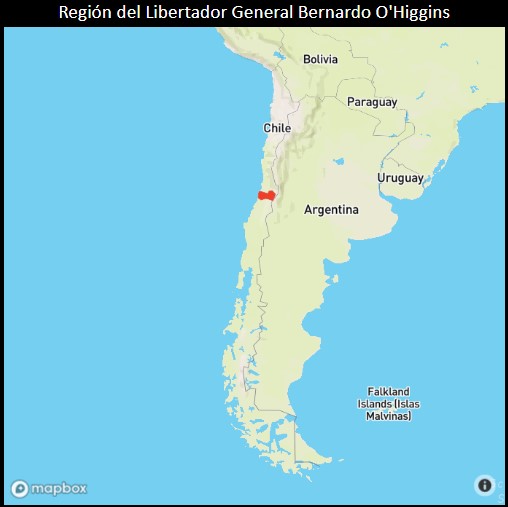 Región del Libertador General Bernardo O'Higgins
Bolivia
Paraguay
Chile
Uruguay
Argentina
Falkland
Islands (Islas
Malvinas)
mapbox